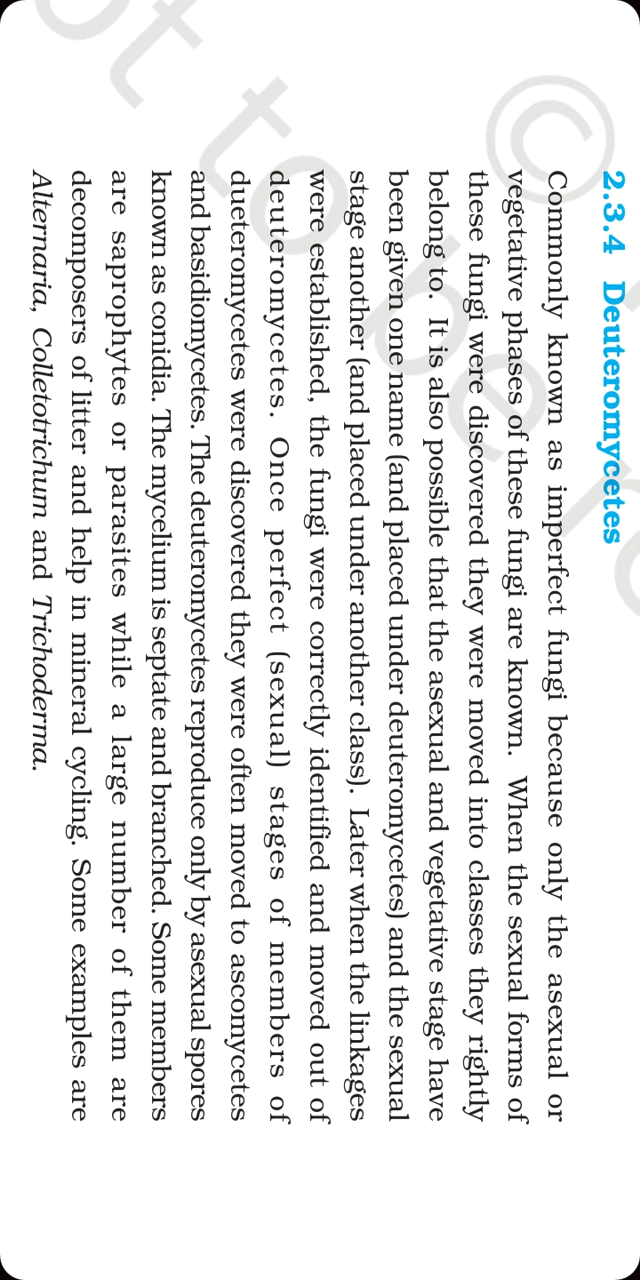 2.3.4 Deuteromycetes
Commonly known as imperfect fungi because only the asexual or
vegetative phases of these fungi are known. When the sexual forms of
these fungi were discovered they were moved into classes they rightly
belong to. It is also possible that the asexual and vegetative stage have
been given one name (and placed under deuteromycetes) and the sexual
stage another (and placed under another class). Later when the linkages
were established, the fungi were correctly identified and moved out of
deuteromycetes. Once perfect (sexual) stages of members of
dueteromycetes were discovered they were often moved to ascomycetes
and basidiomycetes. The deuteromycetes reproduce only by asexual spores
known as conidia. The mycelium is septate and branched. Some members
are saprophytes or parasites while a large number of them are
decomposers of litter and help in mineral cycling. Some examples are
Alternaria, Colletotrichum and Trichoderma.
©
ot to be re